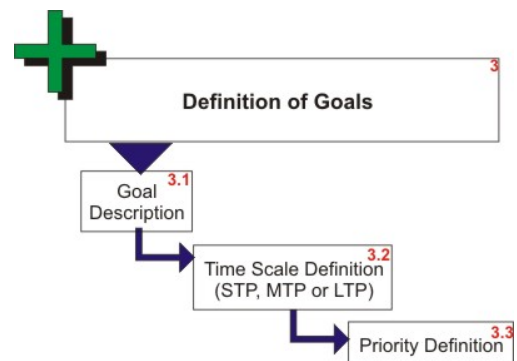 3
Definition of Goals
3.1
Goal
Description
3.2
Time Scale Definition
(STP, MTP or LTP)
3.3
Priority Definition